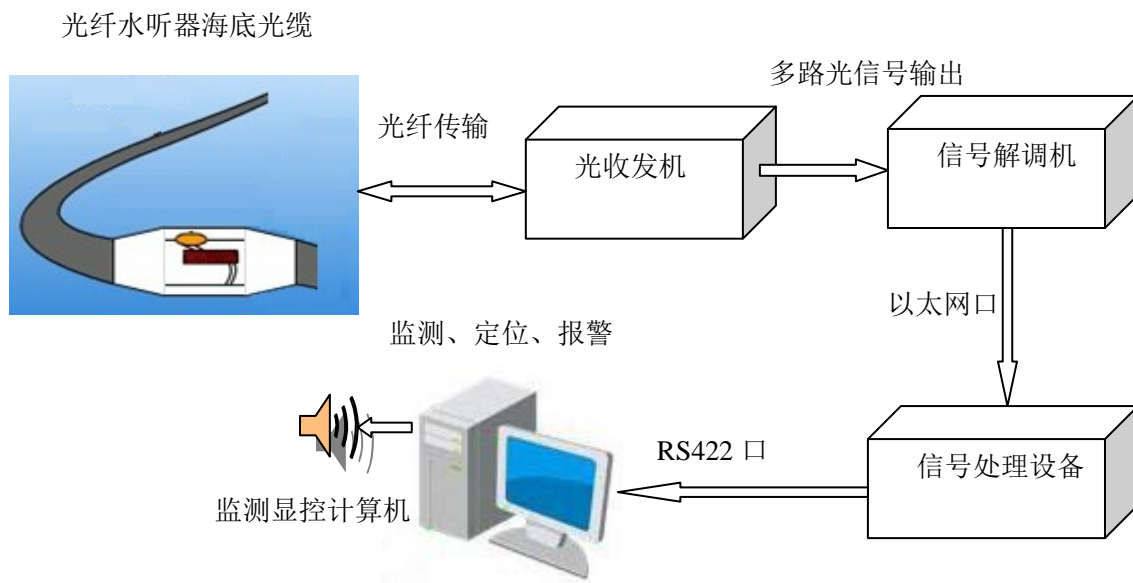 光纤水听器海底光缆
多路光信号输出
光纤传输
光收发机
信号解调机
以太网口
监测、定位、报警
RS422 口
信号处理设备
监测显控计算机